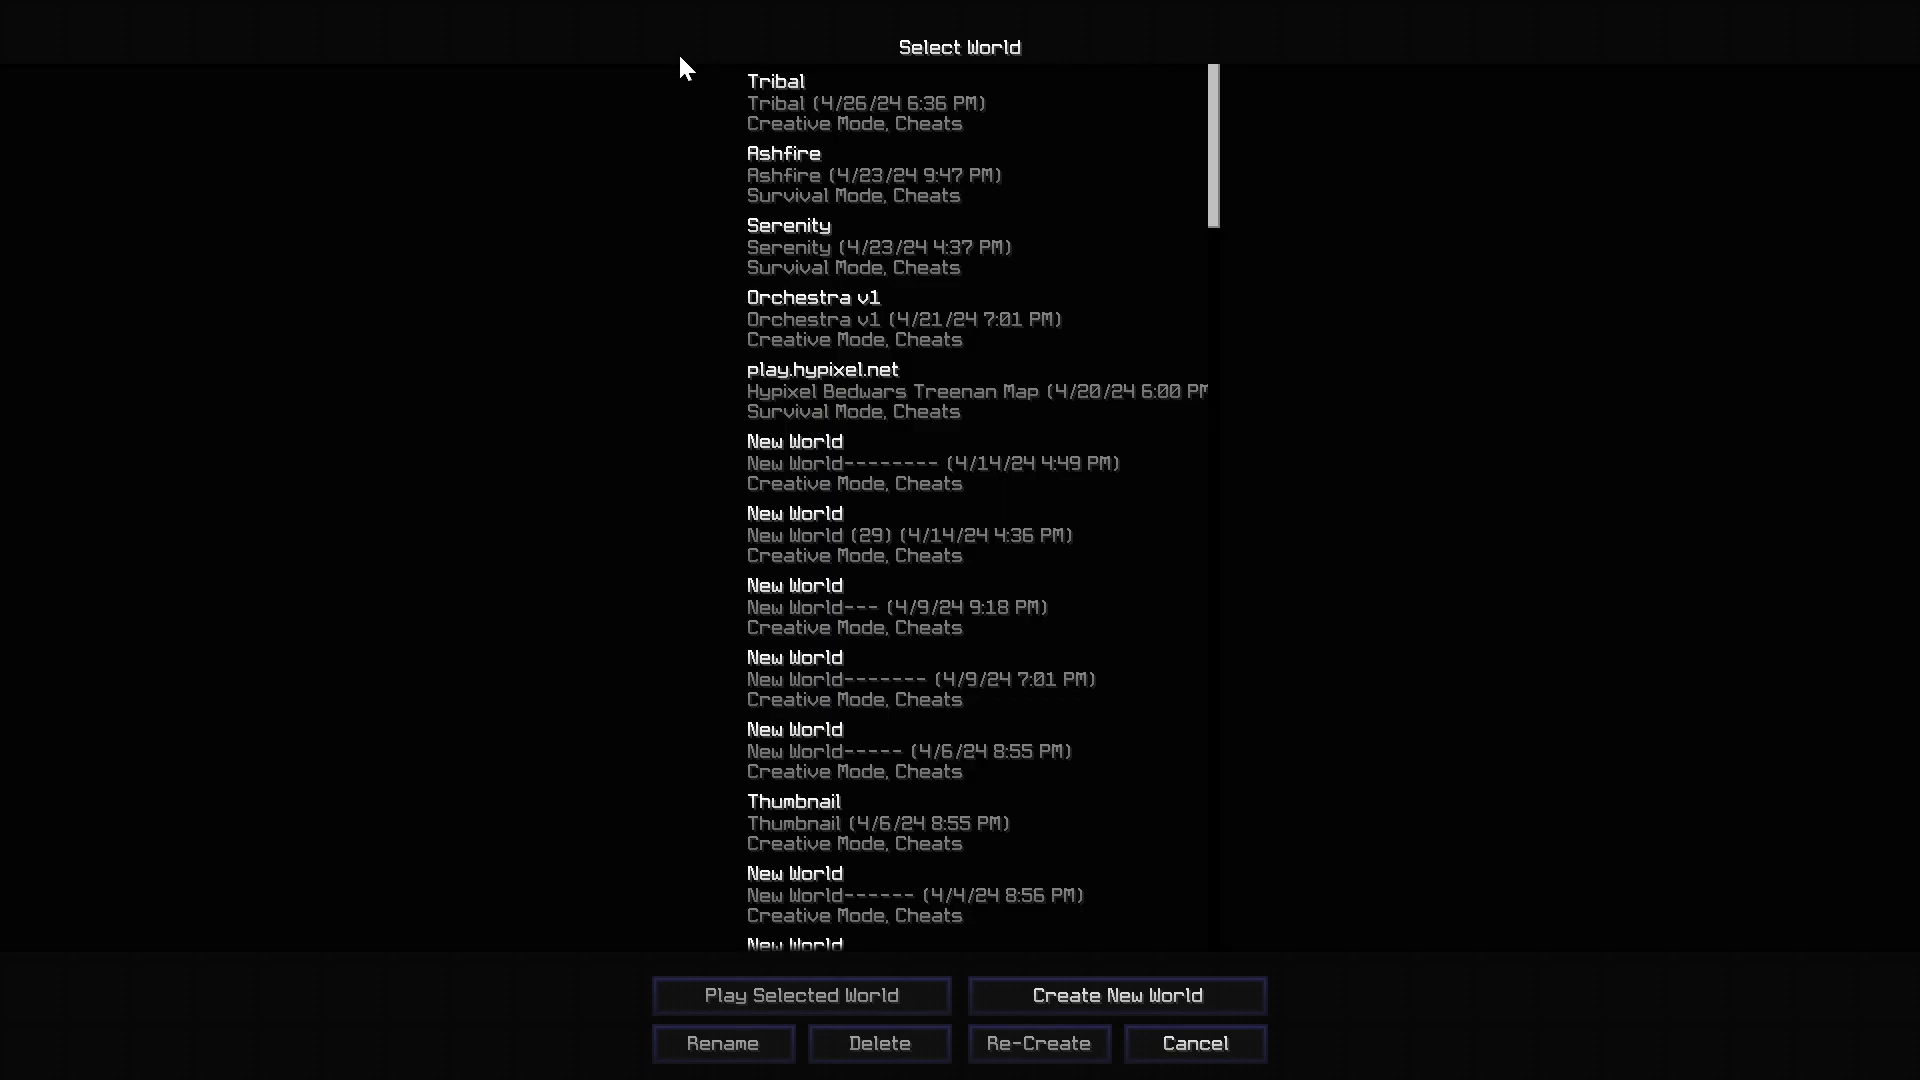 Select World
Tribal
Tribal (4/26/24 6:36 PM)
Creative Mode, Cheats
Ashfire
Ashfire (4/23/24 9:47 PM)
Survival Mode, Cheats
Serenity
Serenity (4/23/24 4:37 PM)
Survival Mode, Cheats
Orchestra v1
Orchestra v1 (4/21/24 7:01 PM)
Creative Mode, Cheats
play.hypixel.net
Hypixel Bedwars Treenan Map (4/20/24 6:00 PM
Survival Mode, Cheats
New World
New World-------- (4/14/24 4:49 PM)
Creative Mode, Cheats
New World
New World (29) (4/14/24 4:36 PM)
Creative Mode, Cheats
New World
New World--- (4/9/24 9:18 PM)
Creative Mode, Cheats
New World
New World------- (4/9/24 7:01 PM)
Creative Mode, Cheats
New World
New World----- (4/6/24 8:55 PM)
Creative Mode, Cheats
Thumbnail
Thumbnail (4/6/24 8:55 PM)
Creative Mode, Cheats
New World
New World------ (4/4/24 8:56 PM)
Creative Mode, Cheats
New World
Play Selected World
Create New World
Rename
Delete
Re-Create
Cancel